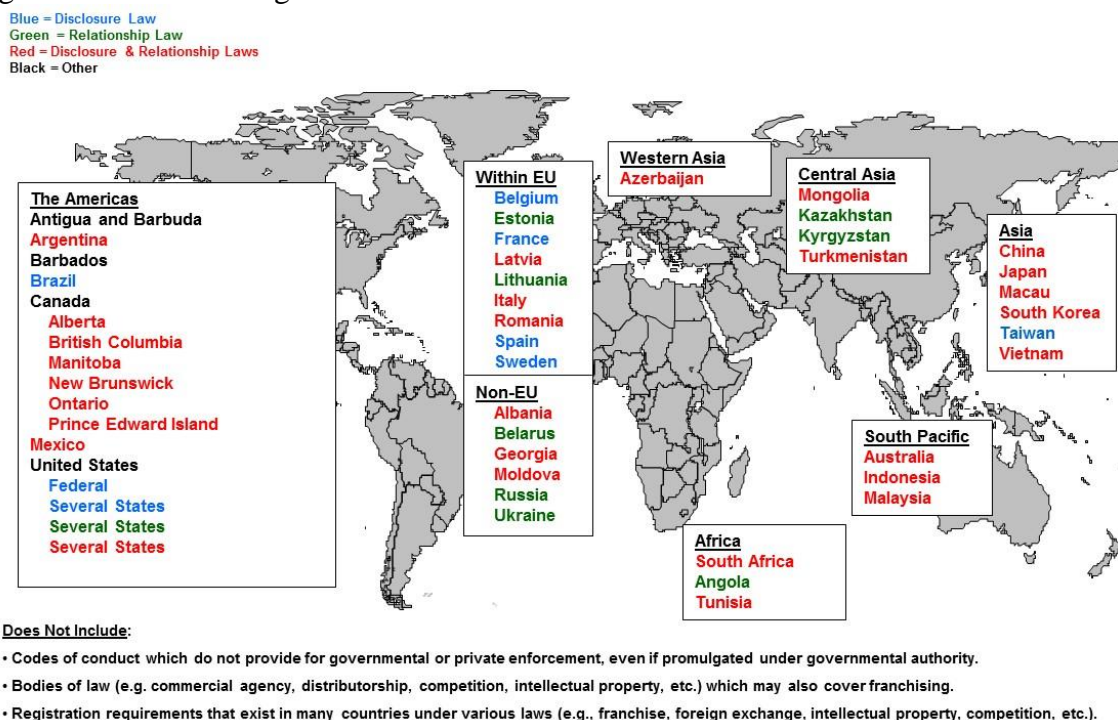 Blue = Disclosure Law
Green = Relationship Law
Red = Disclosure & Relationship Laws
Black = Other
The Americas
Antigua and Barbuda
Argentina
Barbados
Brazil
Canada
Alberta
British Columbia
Manitoba
New Brunswick
Ontario
Prince Edward Island
Mexico
United States
Federal
Several States
Several States
Several States
Within EU
Belgium
Estonia
France
Latvia
Lithuania
Italy
Romania
Spain
Sweden
Non-EU
Albania
Belarus
Georgia
Moldova
Russia
Ukraine
Western Asia
Azerbaijan
Central Asia
Mongolia
Kazakhstan
Kyrgyzstan
Turkmenistan
Asia
China
Japan
Macau
South Korea
Taiwan
Vietnam
South Pacific
Australia
Indonesia
Malaysia
Africa
South Africa
Angola
Tunisia
Does Not Include:
• Codes of conduct which do not provide for governmental or private enforcement, even if promulgated under governmental authority.
• Bodies of law (e.g. commercial agency, distributorship, competition, intellectual property, etc.) which may also cover franchising.
• Registration requirements that exist in many countries under various laws (e.g., franchise, foreign exchange, intellectual property, competition, etc.).